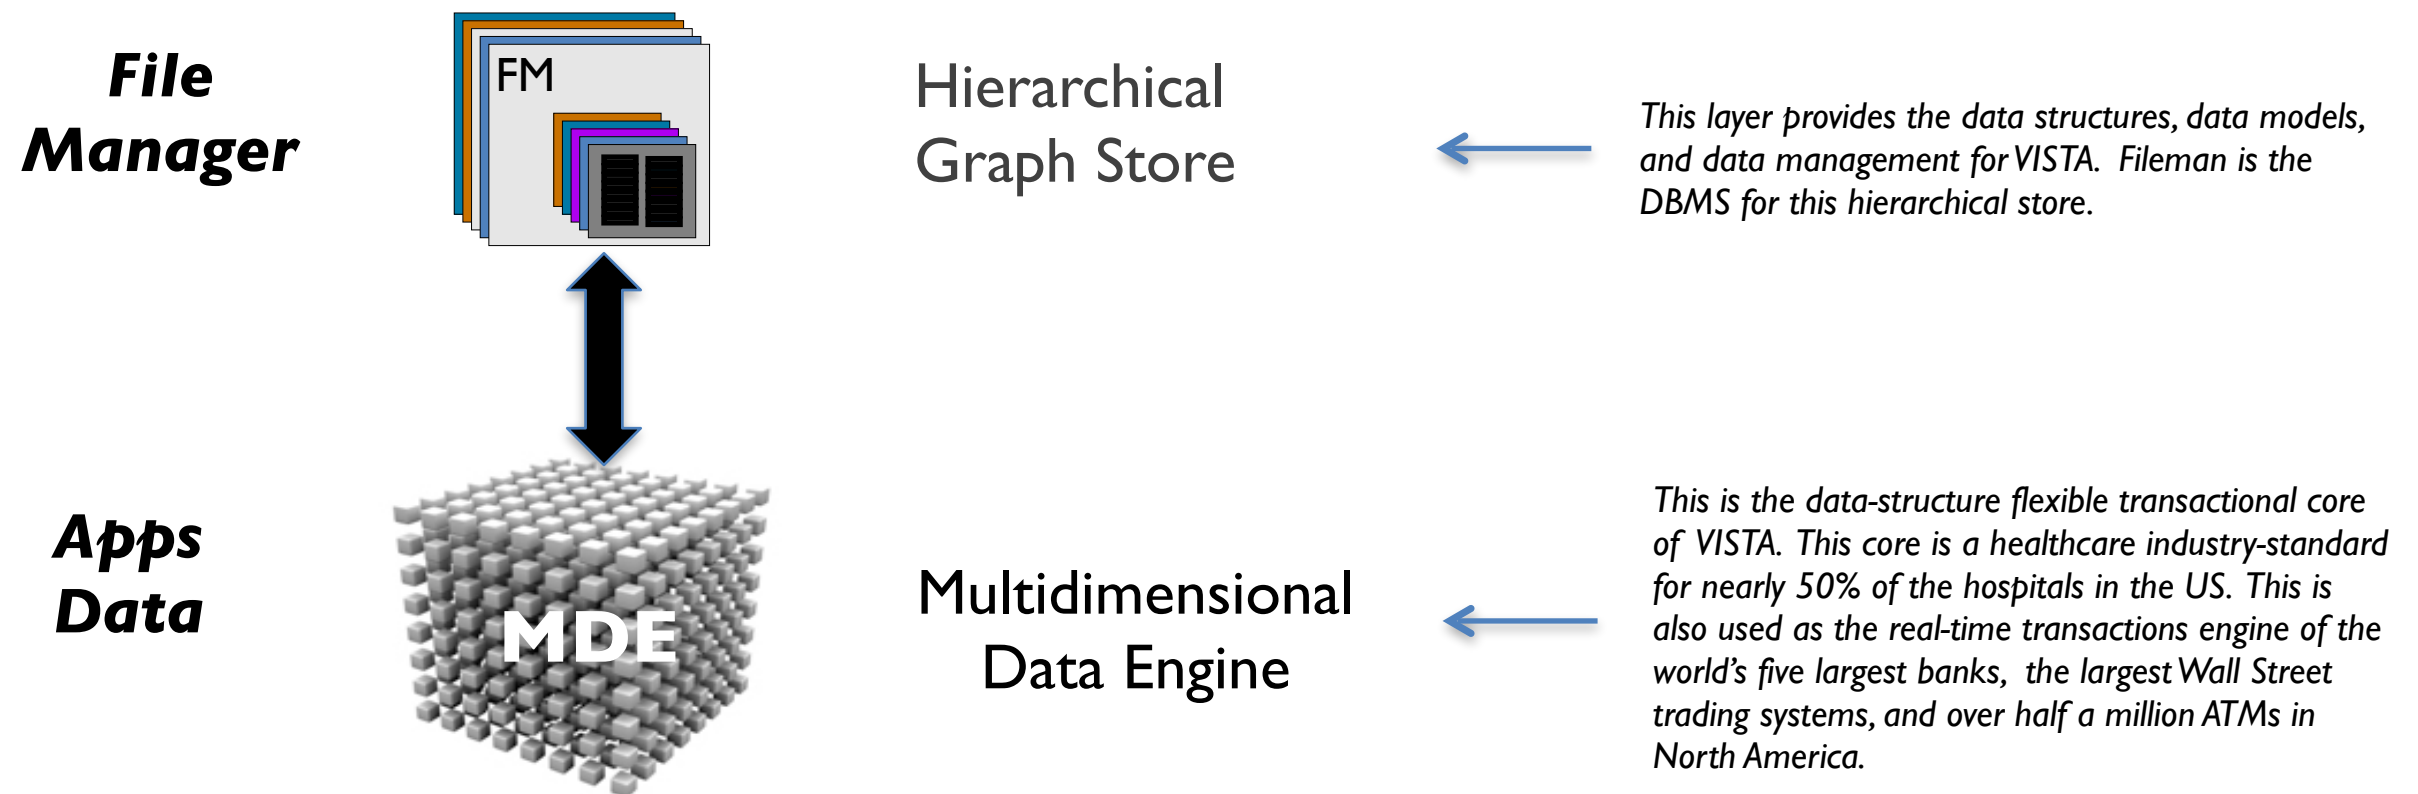 File
Manager
FM
Hierarchical
Graph Store
This layer provides the data structures, data models,
and data management for VISTA. Fileman is the
DBMS for this hierarchical store.
Apps
Data
MDE
Multidimensional
Data Engine
This is the data-structure flexible transactional core
of VISTA. This core is a healthcare industry-standard
for nearly 50% of the hospitals in the US. This is
also used as the real-time transactions engine of the
world's five largest banks, the largest Wall Street
trading systems, and over half a million ATMs in
North America.